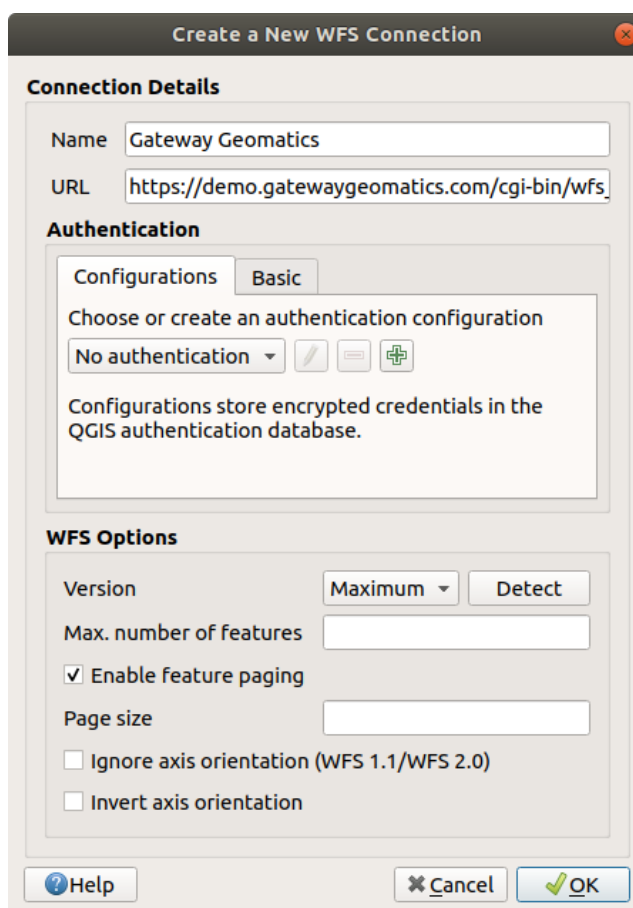 Create a New WFS Connection
Connection Details
Name Gateway Geomatics
URL https://demo.gatewaygeomatics.com/cgi-bin/wfs_
Authentication
Configurations Basic
Choose or create an authentication configuration
No authentication
Configurations store encrypted credentials in the
QGIS authentication database.
WFS Options
Version Maximum Detect
Max. number of features
Enable feature paging
Page size
Ignore axis orientation (WFS 1.1/WFS 2.0)
Invert axis orientation
Help Cancel OK